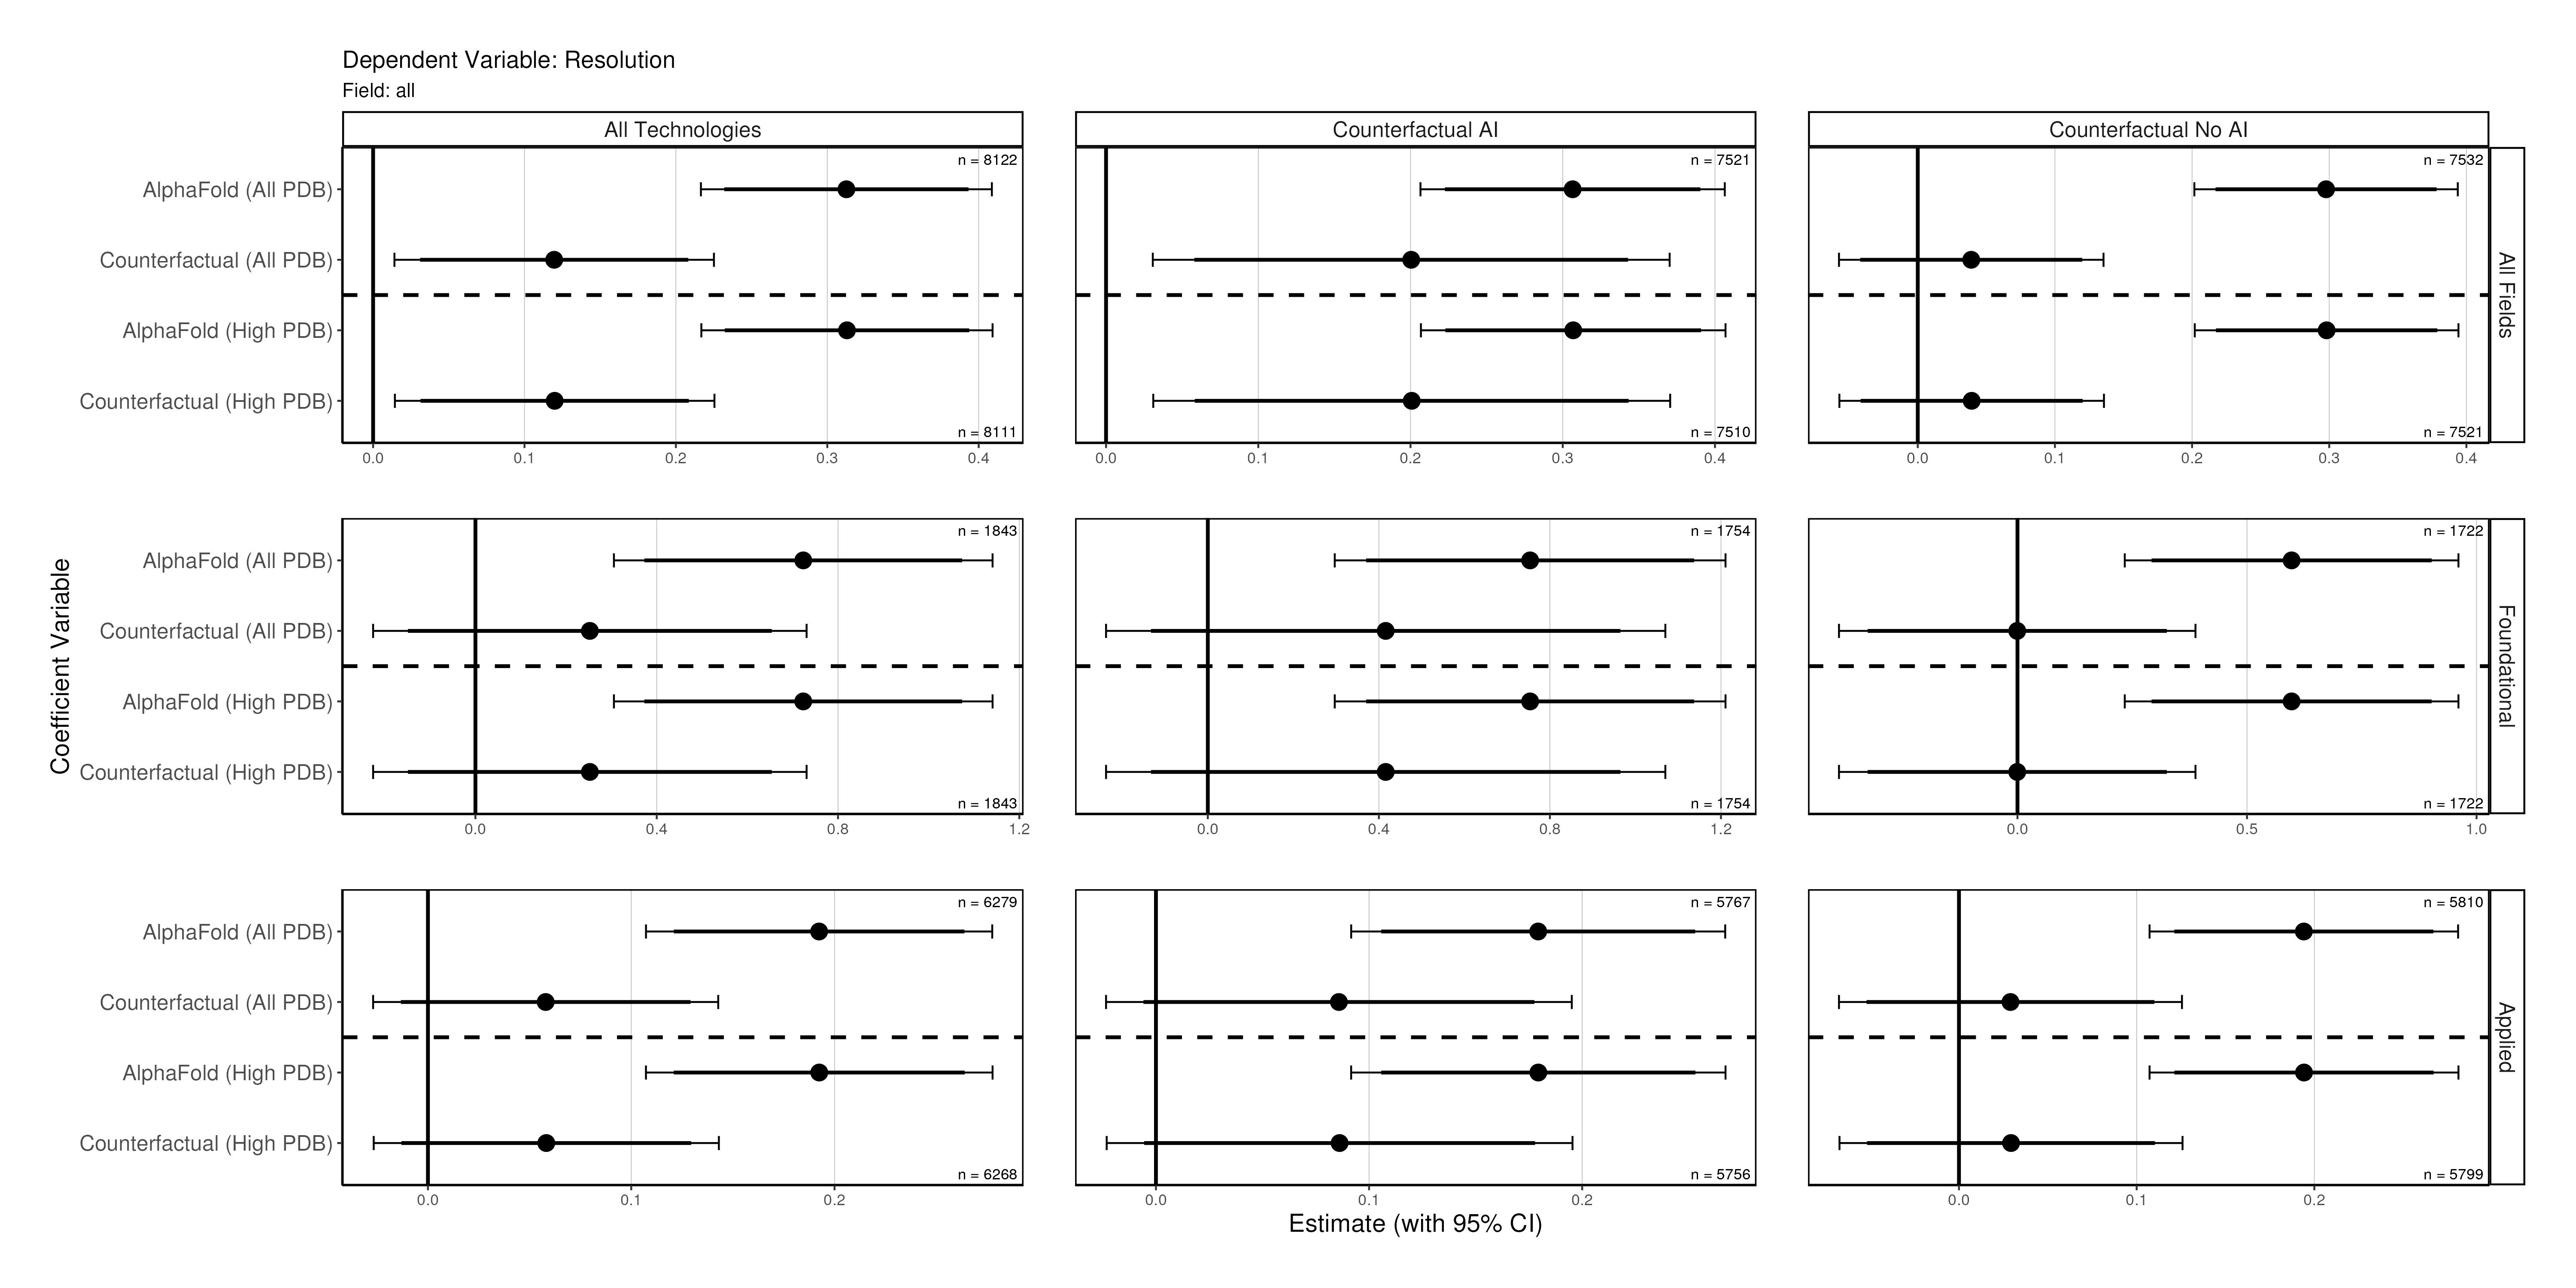 Dependent Variable: Resolution
Field: all
All Technologies
Counterfactual AI
Counterfactual No AI
n = 8122
n = 7521
n = 7532
AlphaFold (All PDB)
Counterfactual (All PDB)
AlphaFold (High PDB)
Counterfactual (High PDB)
All Fields
n = 8111
n = 7510
n = 7521
0.0 0.1 0.2 0.3 0.4
0.0 0.1 0.2 0.3 0.4
0.0 0.1 0.2 0.3 0.4
Coefficient Variable
n = 1843
n = 1754
n = 1722
AlphaFold (All PDB)
Counterfactual (All PDB)
AlphaFold (High PDB)
Counterfactual (High PDB)
Foundational
n = 1843
n = 1754
n = 1722
0.0 0.4 0.8 1.2
0.0 0.4 0.8 1.2
0.0 0.5 1.0
n = 6279
n = 5767
n = 5810
AlphaFold (All PDB)
Counterfactual (All PDB)
AlphaFold (High PDB)
Counterfactual (High PDB)
Applied
n = 6268
n = 5756
n = 5799
0.0 0.1 0.2
0.0 0.1 0.2
0.0 0.1 0.2
Estimate (with 95% CI)